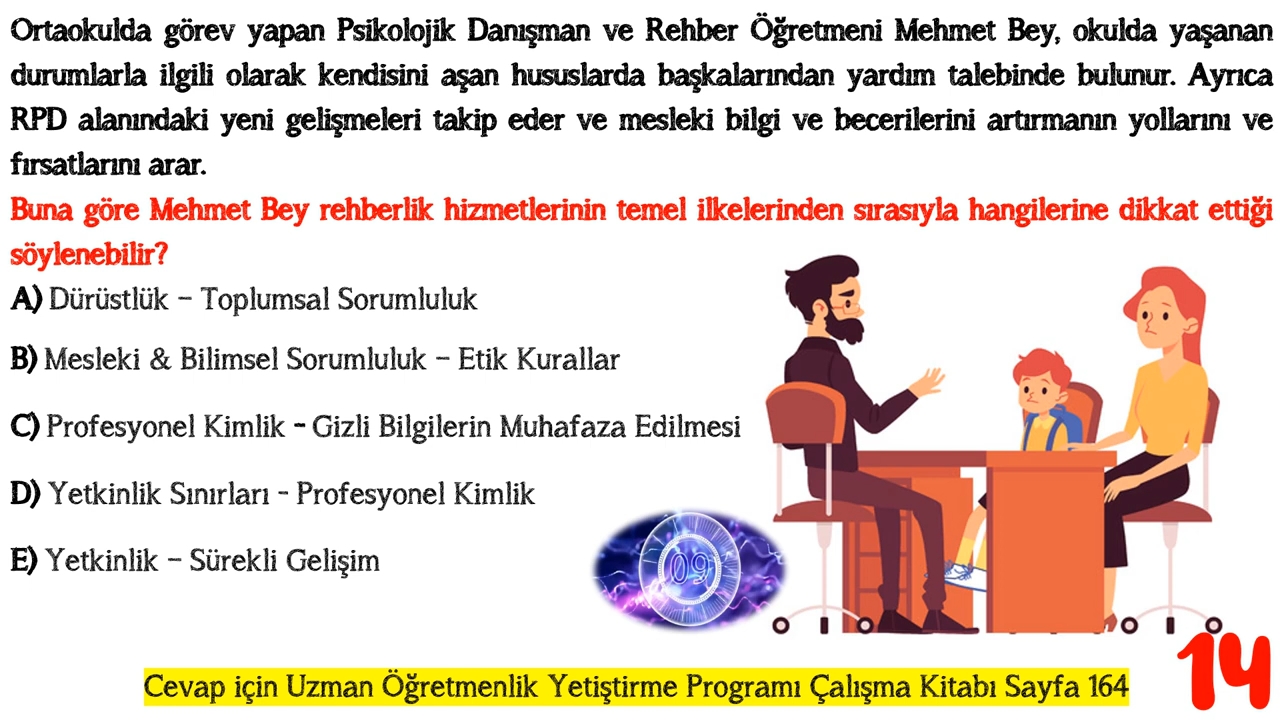 Ortaokulda görev yapan Psikolojik Danışman ve Rehber Öğretmeni Mehmet Bey, okulda yaşanan
durumlarla ilgili olarak kendisini aşan hususlarda başkalarından yardım talebinde bulunur. Ayrıca
RPD alanındaki yeni gelişmeleri takip eder ve mesleki bilgi ve becerilerini artırmanın yollarını ve
fırsatlarını arar.
Buna göre Mehmet Bey rehberlik hizmetlerinin temel ilkelerinden sırasıyla hangilerine dikkat ettiği
söylenebilir?
A) Dürüstlük – Toplumsal Sorumluluk
B) Mesleki & Bilimsel Sorumluluk – Etik Kurallar
C) Profesyonel Kimlik - Gizli Bilgilerin Muhafaza Edilmesi
D) Yetkinlik Sınırları - Profesyonel Kimlik
E) Yetkinlik – Sürekli Gelişim
09
14
Cevap için Uzman Öğretmenlik Yetiştirme Programı Çalışma Kitabı Sayfa 164